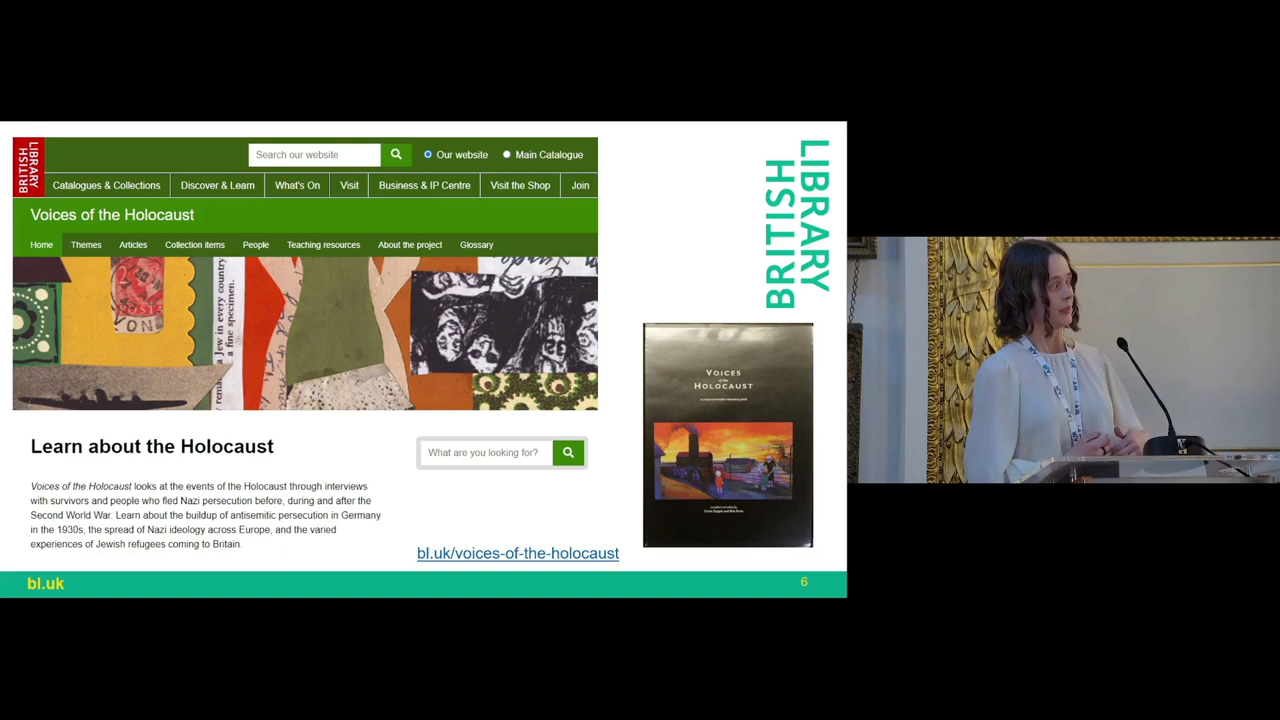 BRITISH
LIBRARY
Search our website
Our website
Main Catalogue
Catalogues & Collections
Discover & Learn
What's On
Visit
Business & IP Centre
Visit the Shop
Join
Voices of the Holocaust
Home
Themes
Articles
Collection items
People
Teaching resources
About the project
Glossary
a Jew in every country
a fine specimen.
Learn about the Holocaust
What are you looking for?
Voices of the Holocaust looks at the events of the Holocaust through interviews
with survivors and people who fled Nazi persecution before, during and after the
Second World War. Learn about the buildup of antisemitic persecution in Germany
in the 1930s, the spread of Nazi ideology across Europe, and the varied
experiences of Jewish refugees coming to Britain.
bl.uk/voices-of-the-holocaust
BRITISH
LIBRARY
VOICES
of the
HOLOCAUST
bl.uk
6